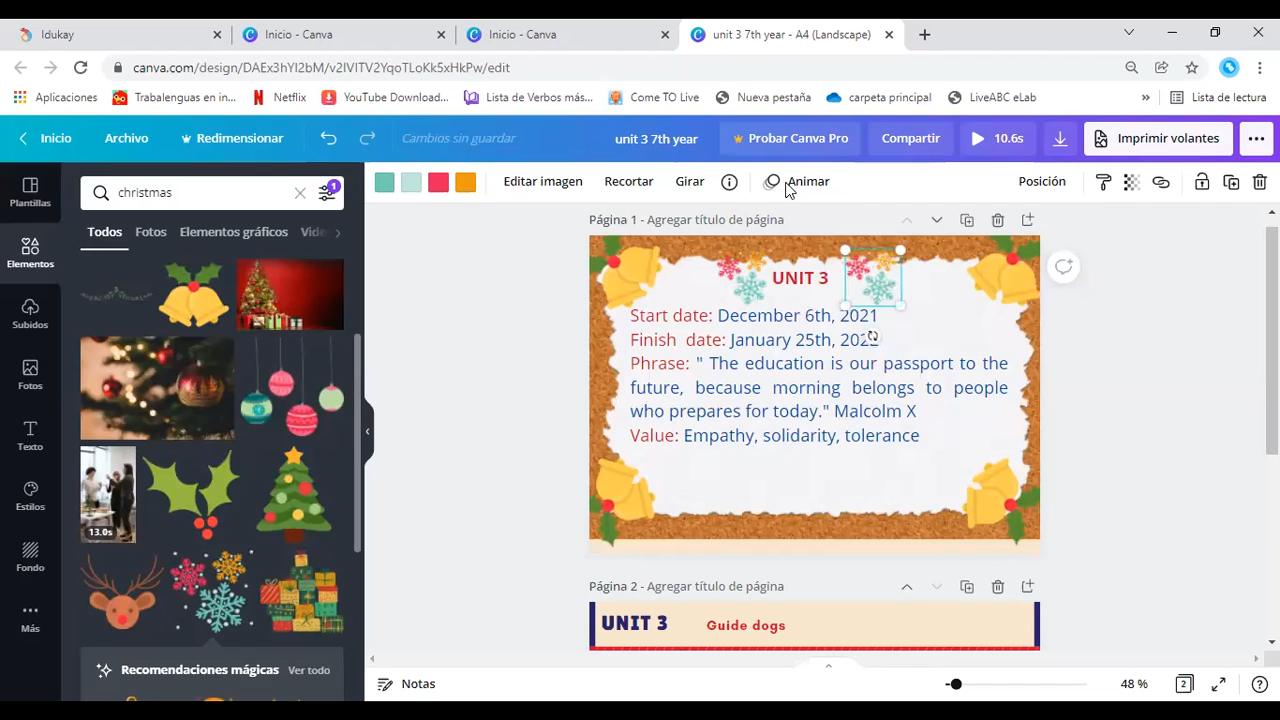 Idukay
Inicio - Canva
Inicio - Canva
unit 3 7th year - A4 (Landscape)
canva.com/design/DAEx3hYI2bM/v2IVITV2YqoTLoKk5xHkPw/edit
Aplicaciones
Trabalenguas en in...
Netflix
YouTube Download...
Lista de Verbos más...
Come TO Live
Nueva pestaña
carpeta principal
LiveABC eLab
»
Lista de lectura
Inicio
Archivo
Redimensionar
Cambios sin guardar
unit 3 7th year
Probar Canva Pro
Compartir
10.6s
Imprimir volantes
Plantillas
christmas
1
Editar imagen
Recortar
Girar
Animar
Posición
Todos
Fotos
Elementos gráficos
Vide
Elementos
Subidos
Fotos
Texto
Estilos
Fondo
Más
13.0s
Recomendaciones mágicas
Ver todo
Página 1 - Agregar título de página
UNIT 3
Start date: December 6th, 2021
Finish date: January 25th, 2022
Phrase: " The education is our passport to the
future, because morning belongs to people
who prepares for today." Malcolm X
Value: Empathy, solidarity, tolerance
Página 2 - Agregar título de página
UNIT 3
Guide dogs
Notas
48 %
2